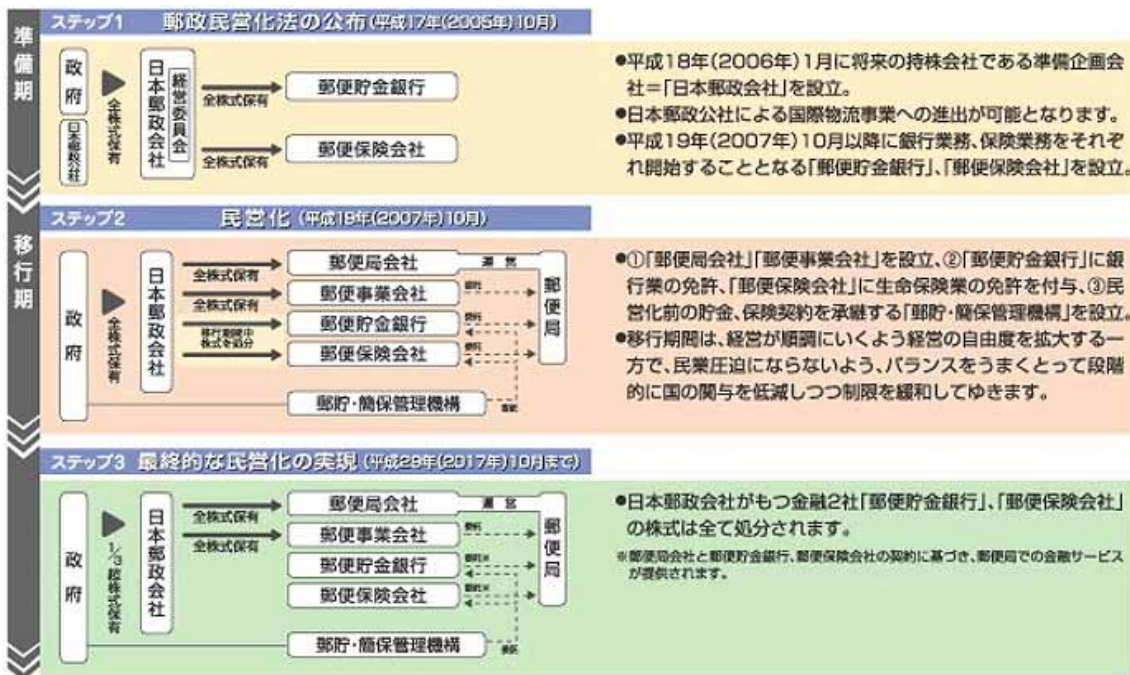 準備期
ステップ1 郵政民営化法の公布(平成17年(2005年)10月)
政府
日本郵政公社
全株式保有
日本郵政会社
経営委員会
全株式保有
郵便貯金銀行
全株式保有
郵便保険会社
●平成18年(2006年)1月に将来の持株会社である準備企画会
社=「日本郵政会社」を設立。
●日本郵政公社による国際物流事業への進出が可能となります。
●平成19年(2007年)10月以降に銀行業務、保険業務をそれぞ
れ開始することとなる「郵便貯金銀行」、「郵便保険会社」を設立。
移行期
ステップ2 民営化(平成19年(2007年)10月)
政府
全株式保有
日本郵政会社
全株式保有
郵便局会社
運営
全株式保有
郵便事業会社
委託
移行期間中
株式を処分
郵便貯金銀行
委託
郵便保険会社
委託
郵便局
郵貯・簡保管理機構
委託
●①「郵便局会社」「郵便事業会社」を設立、②「郵便貯金銀行」に銀
行業の免許、「郵便保険会社」に生命保険業の免許を付与、③民
営化前の貯金、保険契約を承継する「郵貯・簡保管理機構」を設立。
●移行期間は、経営が順調にいくよう経営の自由度を拡大する一
方で、民業圧迫にならないよう、バランスをうまくとって段階
的に国の関与を低減しつつ制限を緩和してゆきます。
ステップ3 最終的な民営化の実現(平成29年(2017年)10月まで)
政府
1/3超株式保有
日本郵政会社
全株式保有
郵便局会社
運営
全株式保有
郵便事業会社
委託
郵便貯金銀行
委託※
郵便保険会社
委託※
郵便局
郵貯・簡保管理機構
委託
●日本郵政会社がもつ金融2社「郵便貯金銀行」、「郵便保険会社」
の株式は全て処分されます。
※郵便局会社と郵便貯金銀行、郵便保険会社の契約に基づき、郵便局での金融サービス
が提供されます。